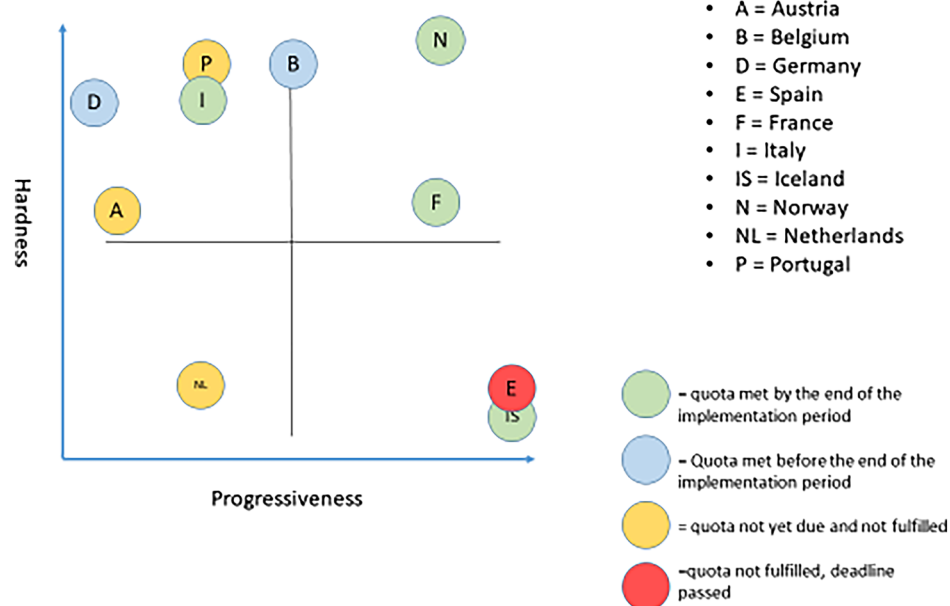 • A = Austria
• B = Belgium
• D = Germany
• E = Spain
• F = France
• I = Italy
• IS = Iceland
• N = Norway
• NL = Netherlands
• P = Portugal
N
P
B
D
I
A
F
NL
E
IS
Hardness
Progressiveness
= quota met by the end of the
implementation period
= Quota met before the end of the
implementation period
= quota not yet due and not fulfilled
=quota not fulfilled, deadline
passed